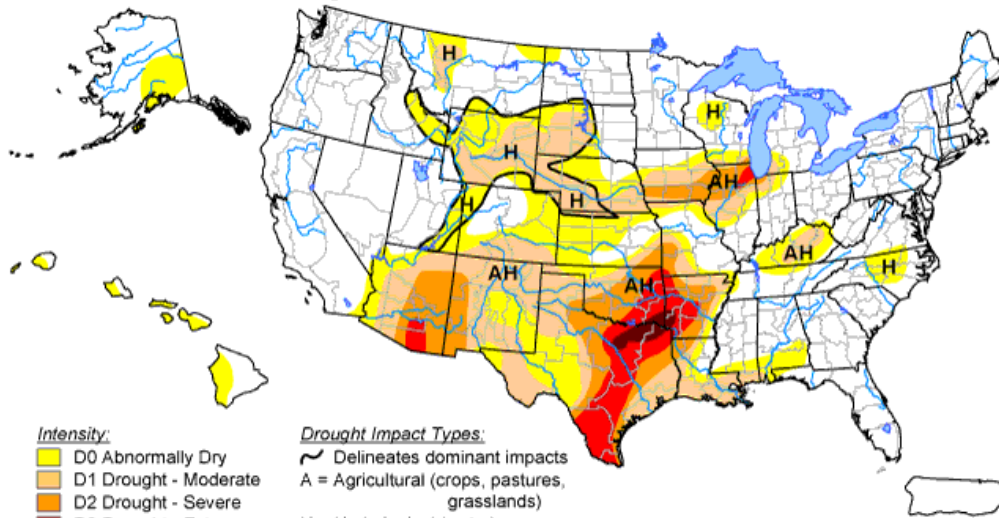 H
H
H
AH
H
H
AH
H
AH
AH
Intensity:
D0 Abnormally Dry
D1 Drought - Moderate
D2 Drought - Severe
Drought Impact Types:
Delineates dominant impacts
A = Agricultural (crops, pastures,
grasslands)